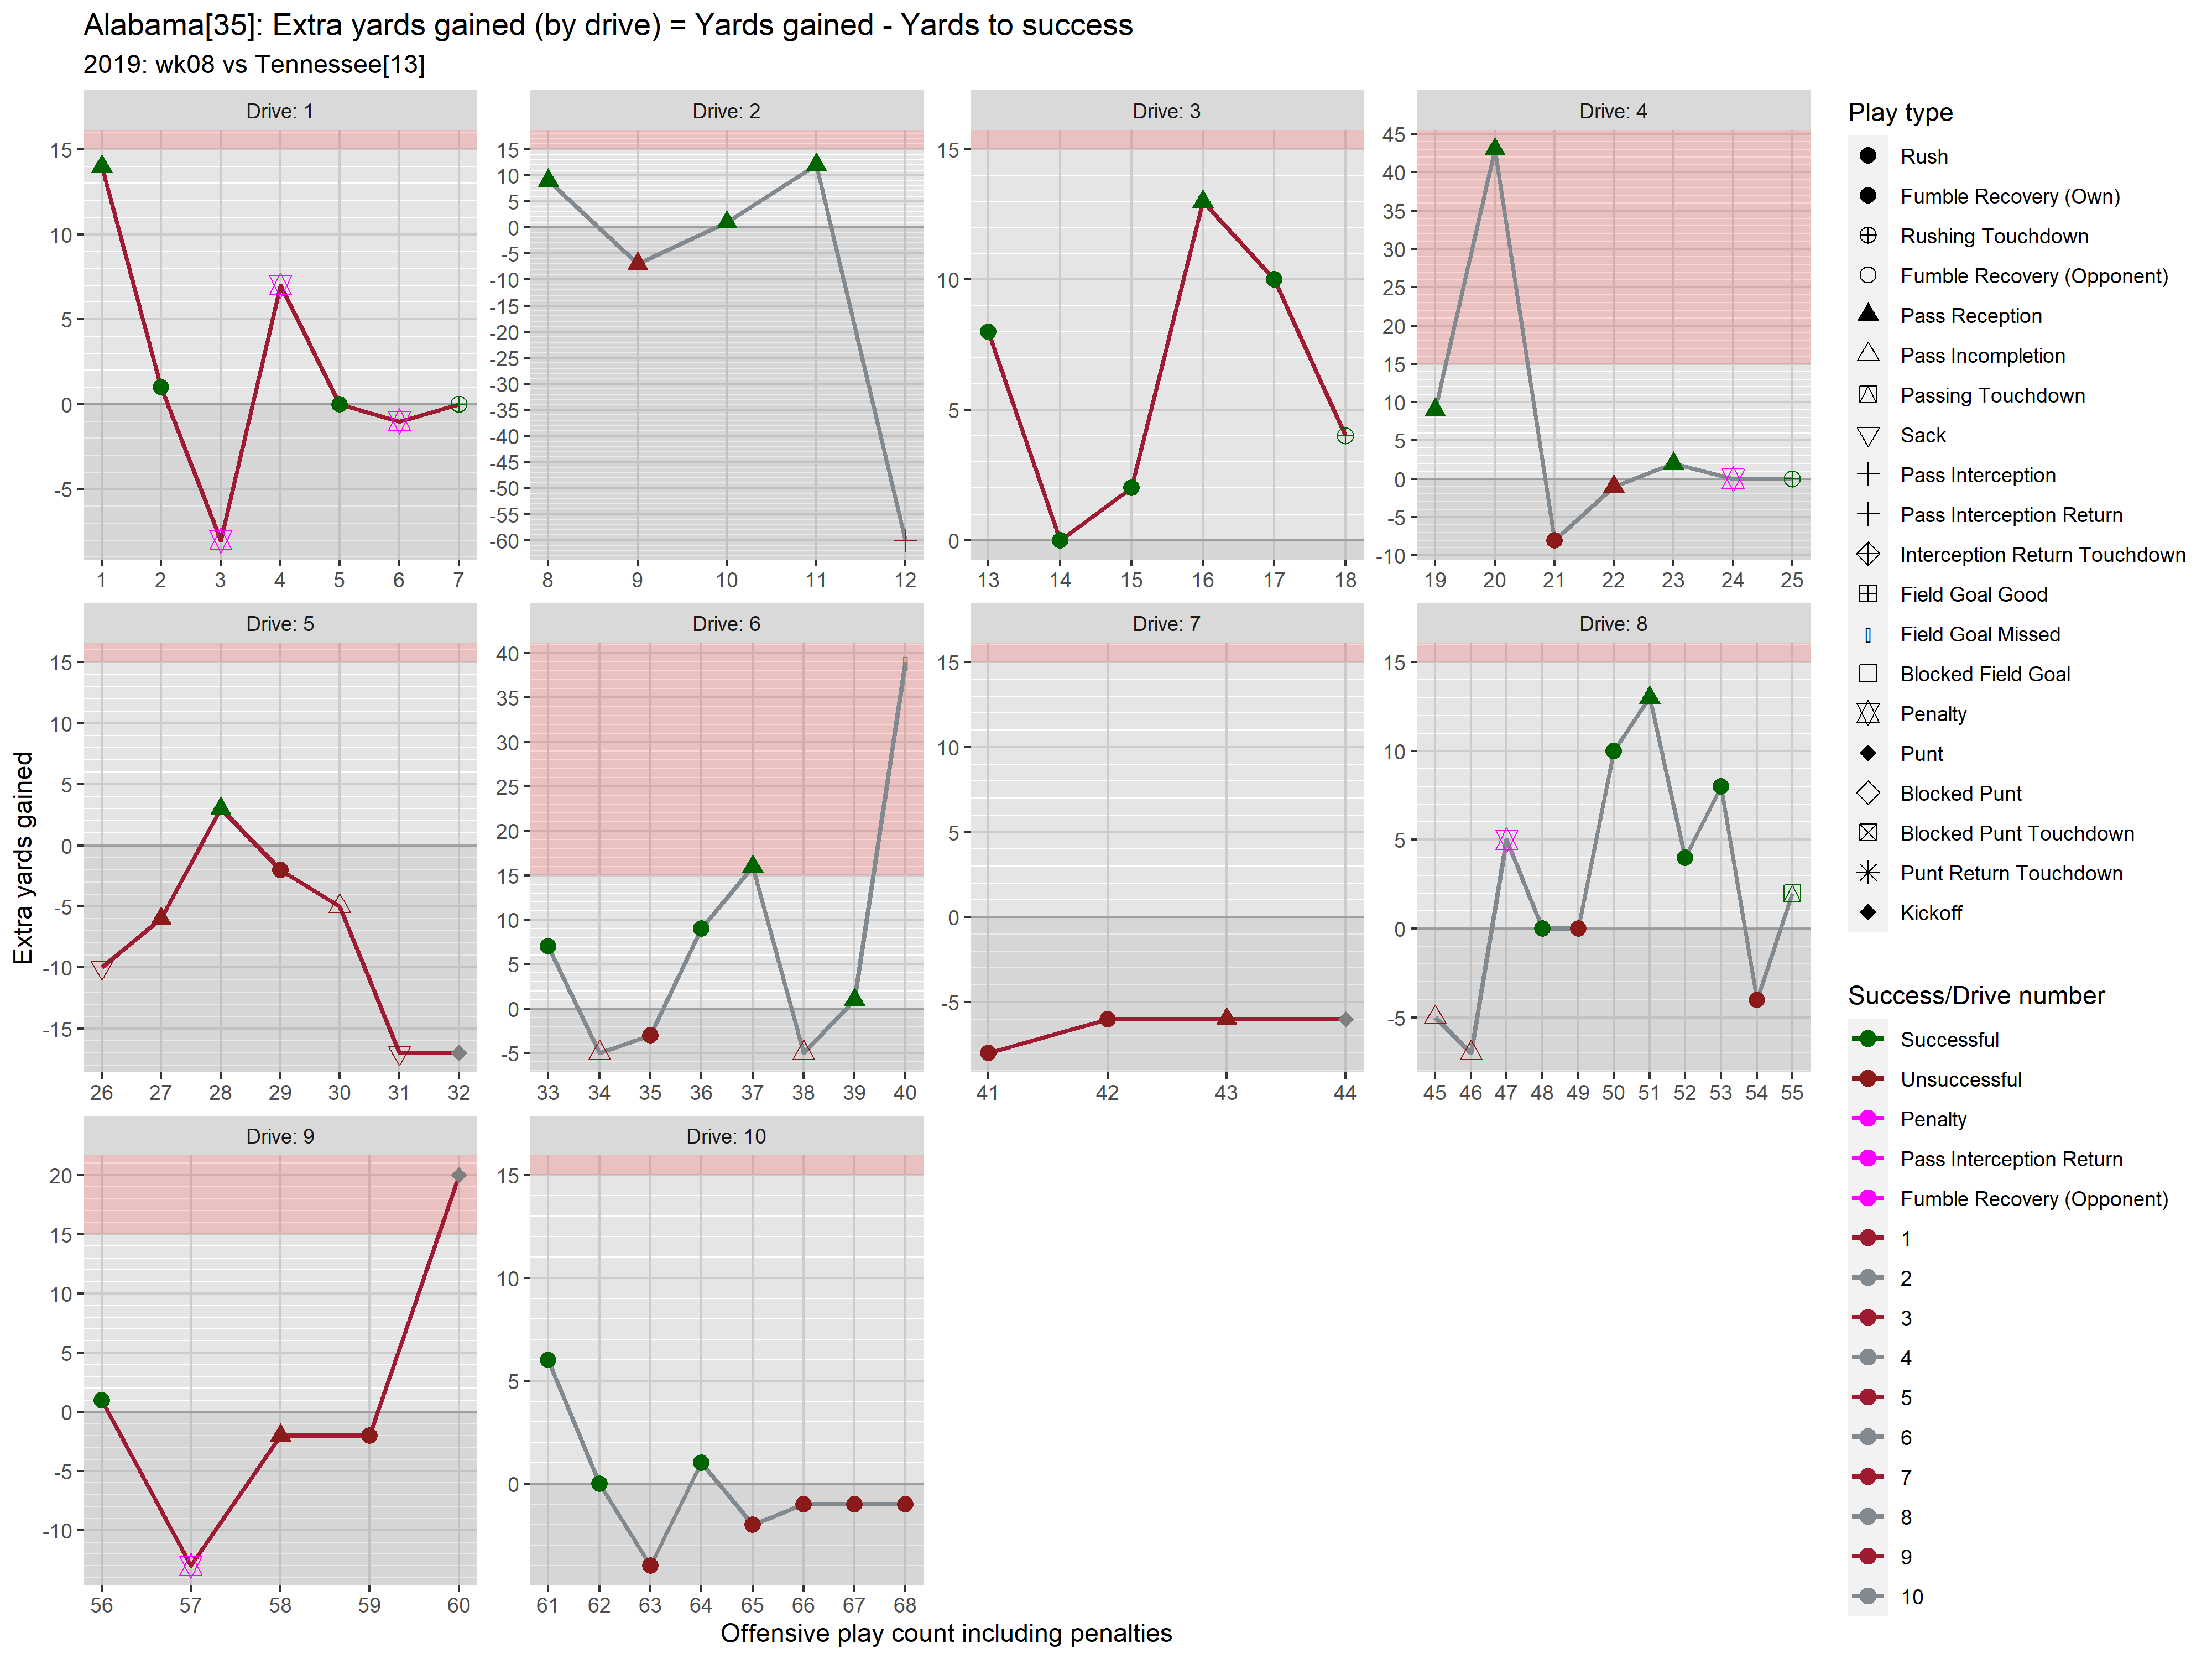 Alabama[35]: Extra yards gained (by drive) = Yards gained - Yards to success
2019: wk08 vs Tennessee[13]
Extra yards gained
Drive: 1
15
10
5
0
-5
1 2 3 4 5 6 7
Drive: 2
15
10
5
0
-5
-10
-15
-20
-25
-30
-35
-40
-45
-50
-55
-60
8 9 10 11 12
Drive: 3
15
10
5
0
13 14 15 16 17 18
Drive: 4
45
40
35
30
25
20
15
10
5
0
-5
-10
19 20 21 22 23 24 25
Drive: 5
15
10
5
0
-5
-10
-15
26 27 28 29 30 31 32
Drive: 6
40
35
30
25
20
15
10
5
0
-5
33 34 35 36 37 38 39 40
Drive: 7
15
10
5
0
-5
41 42 43 44
Drive: 8
15
10
5
0
-5
45 46 47 48 49 50 51 52 53 54 55
Drive: 9
20
15
10
5
0
-5
-10
56 57 58 59 60
Drive: 10
15
10
5
0
61 62 63 64 65 66 67 68
Offensive play count including penalties
Play type
Rush
Fumble Recovery (Own)
Rushing Touchdown
Fumble Recovery (Opponent)
Pass Reception
Pass Incompletion
Passing Touchdown
Sack
Pass Interception
Pass Interception Return
Interception Return Touchdown
Field Goal Good
Field Goal Missed
Blocked Field Goal
Penalty
Punt
Blocked Punt
Blocked Punt Touchdown
Punt Return Touchdown
Kickoff
Success/Drive number
Successful
Unsuccessful
Penalty
Pass Interception Return
Fumble Recovery (Opponent)
1
2
3
4
5
6
7
8
9
10